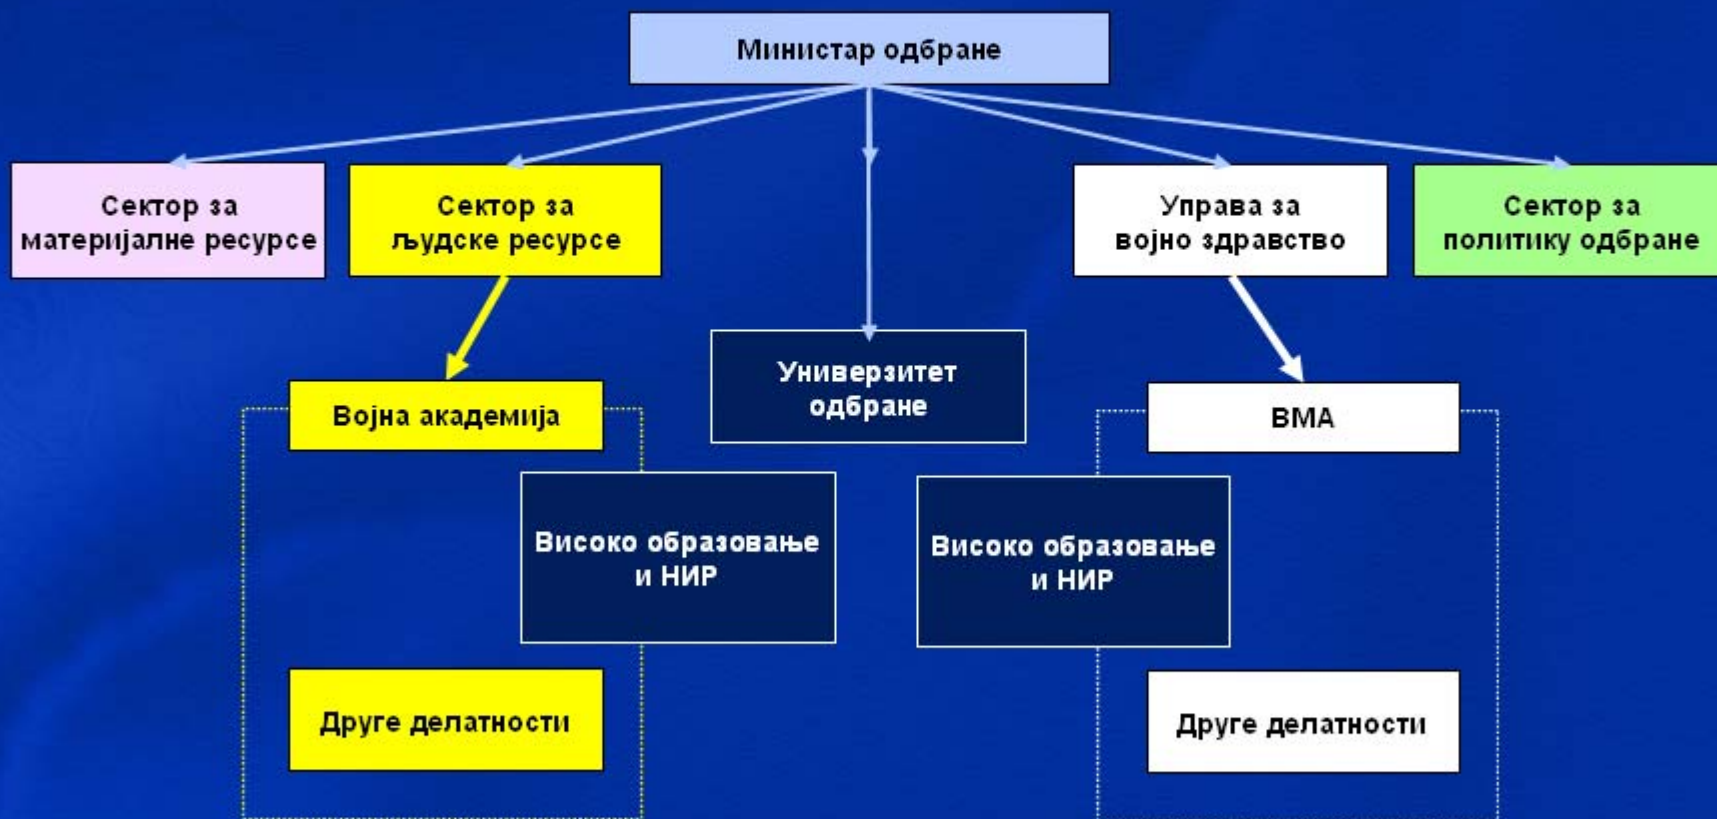 Министар одбране
Сектор за
материјалне ресурсе
Сектор за
људске ресурсе
Управа за
војно здравство
Сектор за
политику одбране
Универзитет
одбране
Војна академија
ВМА
Високо образовање
и НИР
Високо образовање
и НИР
Друге делатности
Друге делатности